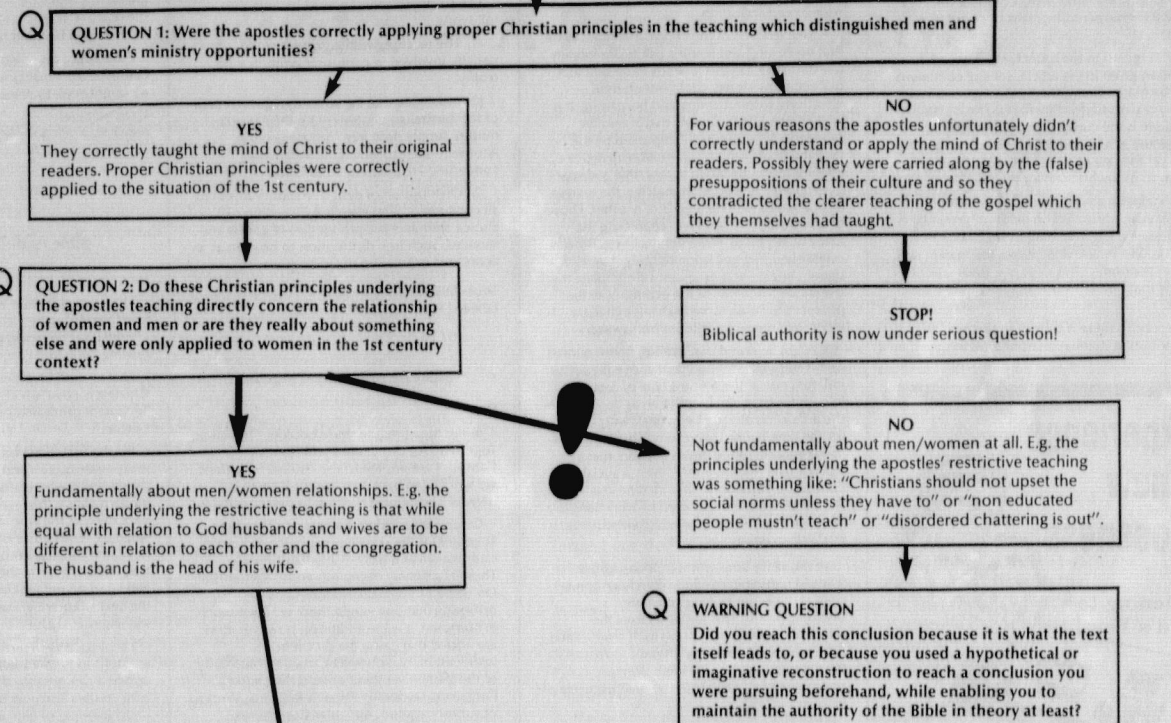 Q
QUESTION 1: Were the apostles correctly applying proper Christian principles in the teaching which distinguished men and
women's ministry opportunities?
YES
They correctly taught the mind of Christ to their original
readers. Proper Christian principles were correctly
applied to the situation of the 1st century.
NO
For various reasons the apostles unfortunately didn't
correctly understand or apply the mind of Christ to their
readers. Possibly they were carried along by the (false)
presuppositions of their culture and so they
contradicted the clearer teaching of the gospel which
they themselves had taught.
Q
QUESTION 2: Do these Christian principles underlying
the apostles teaching directly concern the relationship
of women and men or are they really about something
else and were only applied to women in the 1st century
context?
STOP!
Biblical authority is now under serious question!
!
YES
Fundamentally about men/women relationships. E.g. the
principle underlying the restrictive teaching is that while
equal with relation to God husbands and wives are to be
different in relation to each other and the congregation.
The husband is the head of his wife.
NO
Not fundamentally about men/women at all. E.g. the
principles underlying the apostles' restrictive teaching
was something like: "Christians should not upset the
social norms unless they have to" or "non educated
people mustn't teach" or "disordered chattering is out".
Q
WARNING QUESTION
Did you reach this conclusion because it is what the text
itself leads to, or because you used a hypothetical or
imaginative reconstruction to reach a conclusion you
were pursuing beforehand, while enabling you to
maintain the authority of the Bible in theory at least?